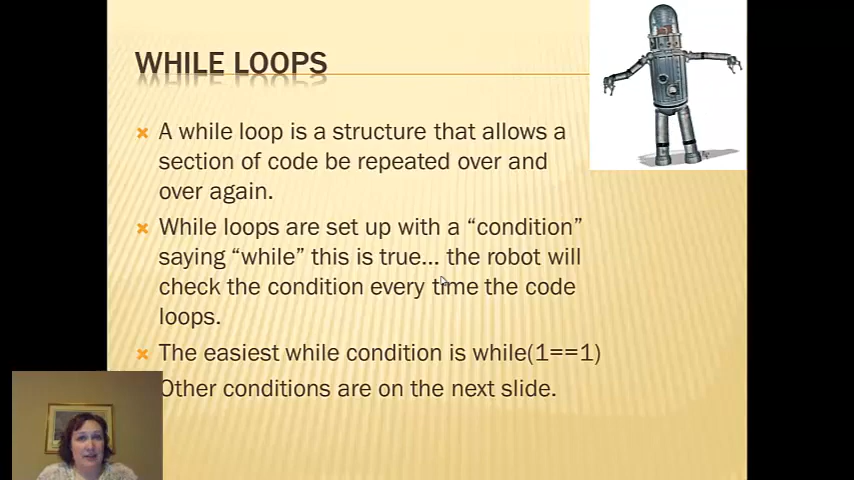 WHILE LOOPS
A while loop is a structure that allows a
section of code be repeated over and
over again.
While loops are set up with a “condition”
saying “while” this is true... the robot will
check the condition every time the code
loops.
The easiest while condition is while(1==1)
Other conditions are on the next slide.